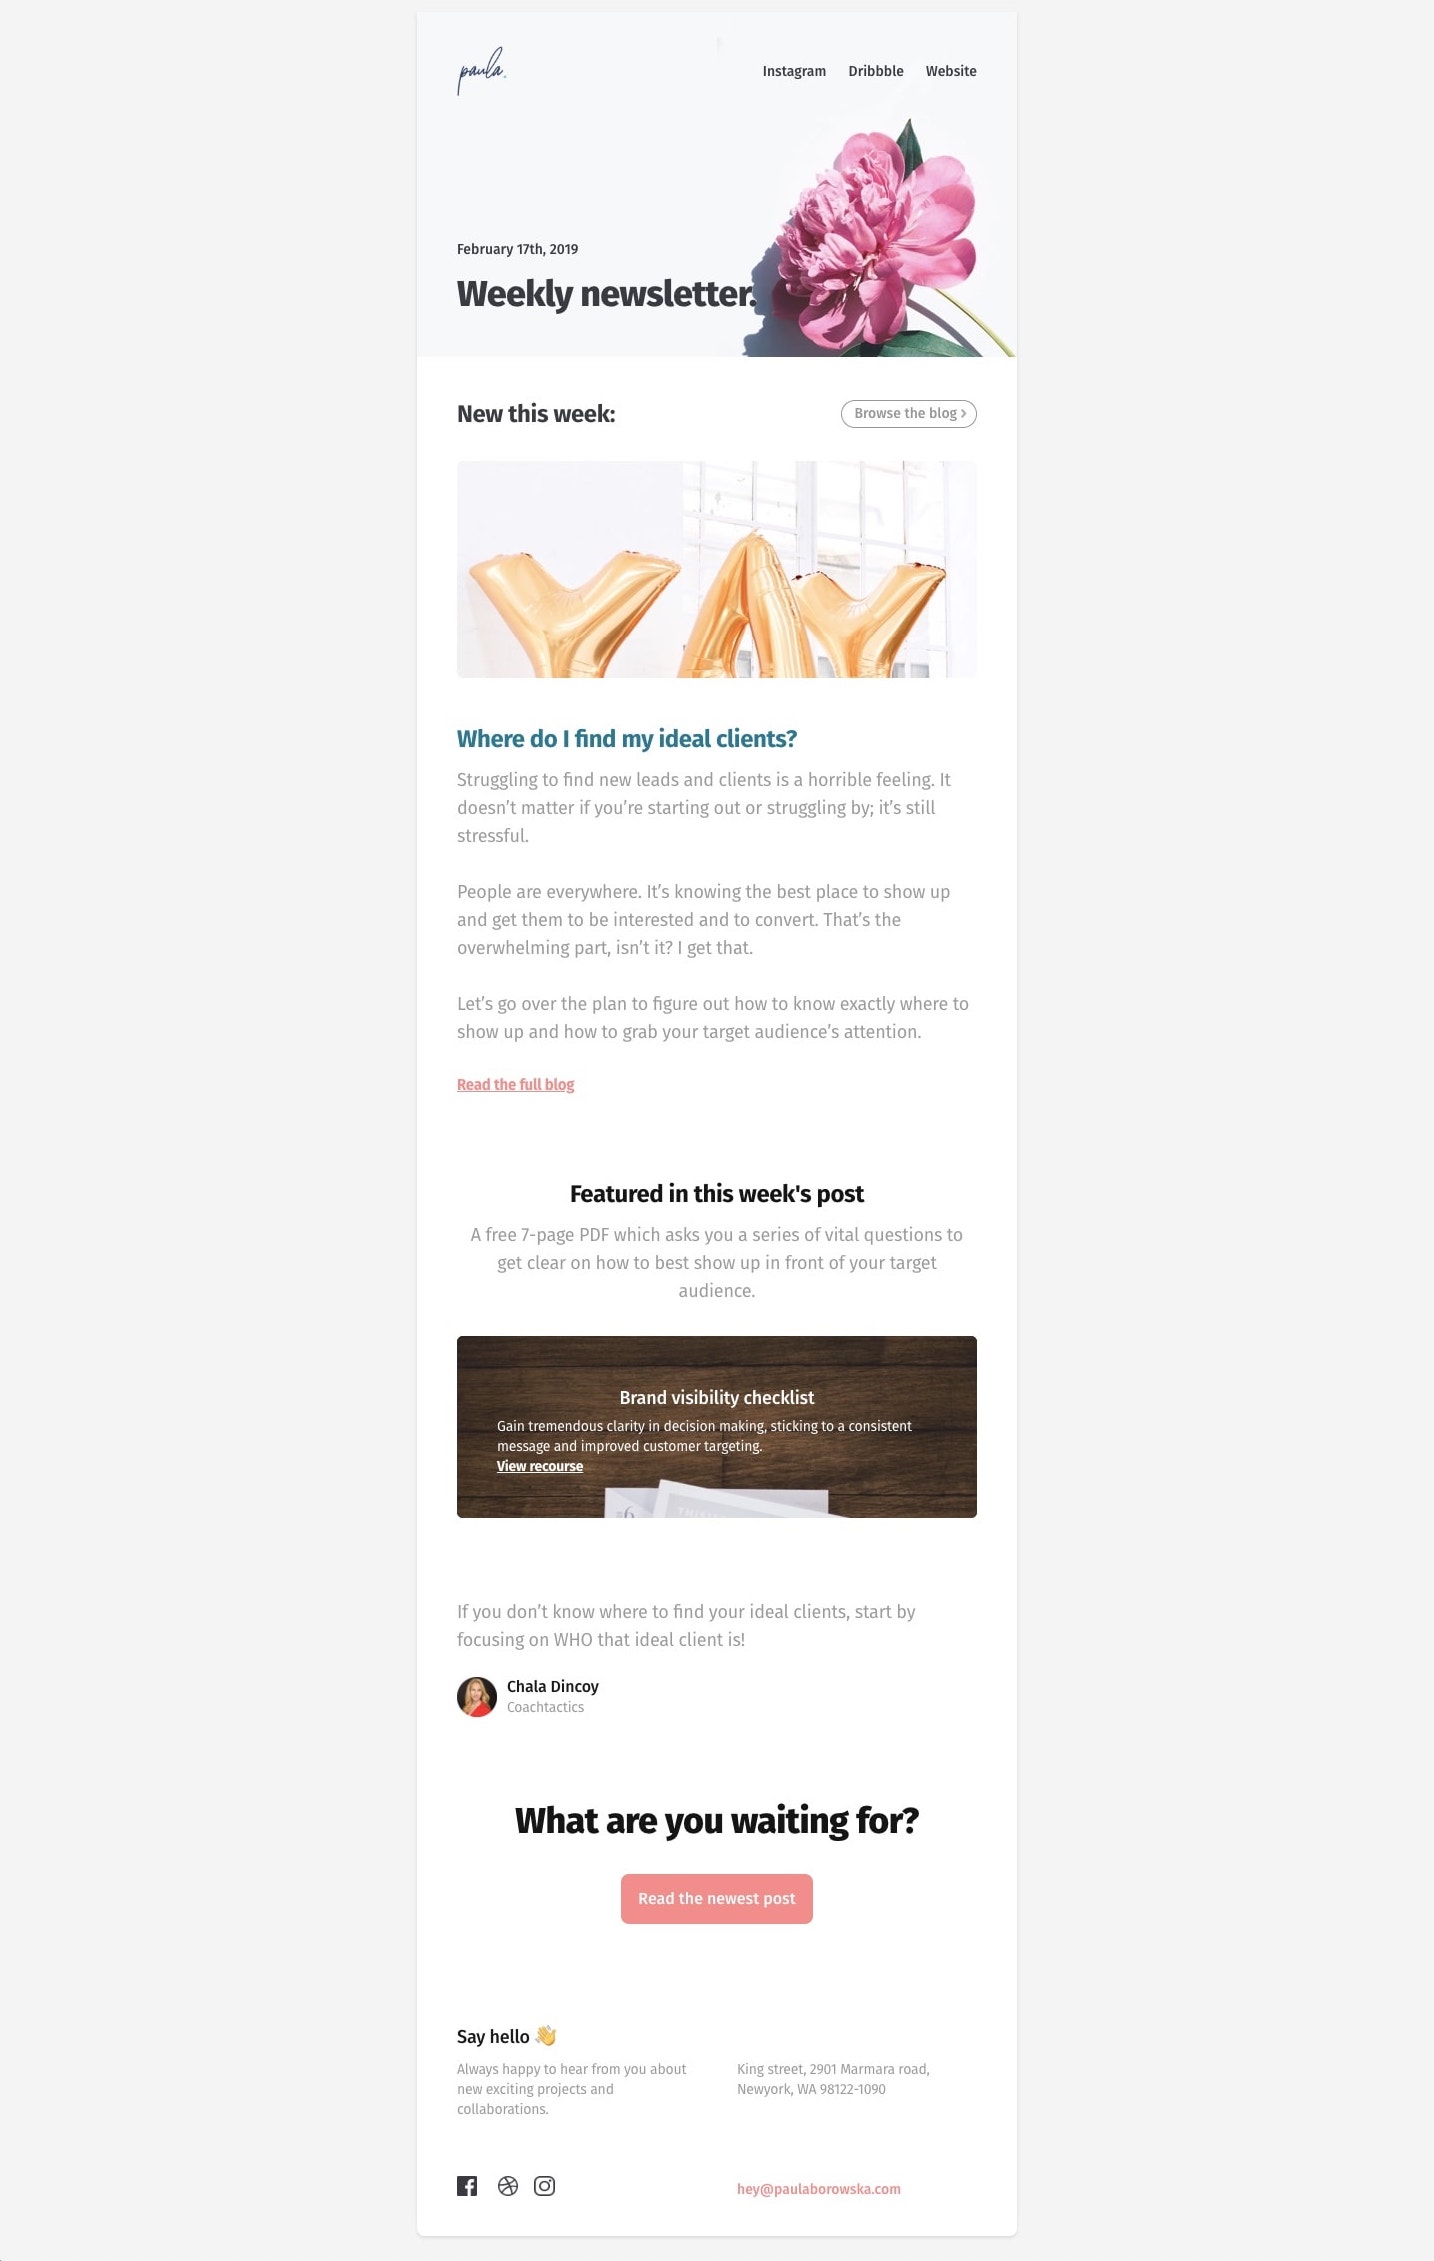 paula.
Instagram Dribbble Website
February 17th, 2019
Weekly newsletter.
New this week:
Browse the blog ›
YAY
Where do I find my ideal clients?
Struggling to find new leads and clients is a horrible feeling. It
doesn’t matter if you’re starting out or struggling by; it’s still
stressful.
People are everywhere. It’s knowing the best place to show up
and get them to be interested and to convert. That’s the
overwhelming part, isn’t it? I get that.
Let’s go over the plan to figure out how to know exactly where to
show up and how to grab your target audience’s attention.
Read the full blog
Featured in this week's post
A free 7-page PDF which asks you a series of vital questions to
get clear on how to best show up in front of your target
audience.
Brand visibility checklist
Gain tremendous clarity in decision making, sticking to a consistent
message and improved customer targeting.
View recourse
If you don’t know where to find your ideal clients, start by
focusing on WHO that ideal client is!
Chala Dincoy
Coachtactics
What are you waiting for?
Read the newest post
Say hello 👋
Always happy to hear from you about
new exciting projects and
collaborations.
King street, 2901 Marmara road,
Newyork, WA 98122-1090
hey@paulaborowska.com